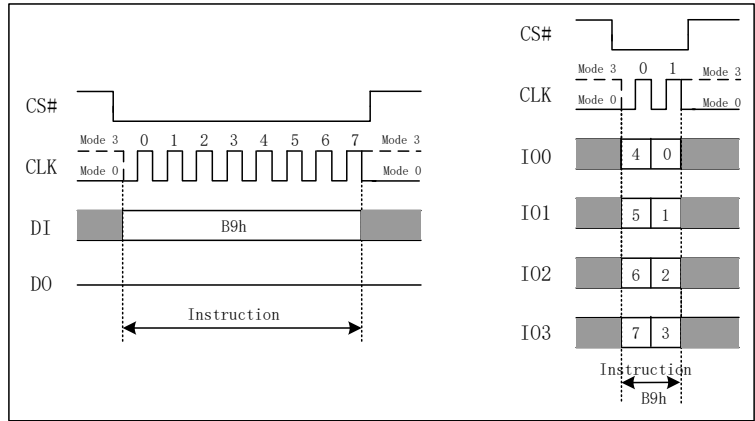 CS#
Mode 3 0 1 2 3 4 5 6 7 Mode 3
CLK
Mode 0 Mode 0
DI B9h
DO
Instruction
CS#
Mode 3 0 1 Mode 3
CLK
Mode 0 Mode 0
IO0 4 0
IO1 5 1
IO2 6 2
IO3 7 3
Instruction
B9h